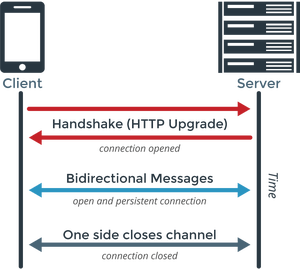 Client
Server
Handshake (HTTP Upgrade)
connection opened
Bidirectional Messages
open and persistent connection
Time
One side closes channel
connection closed